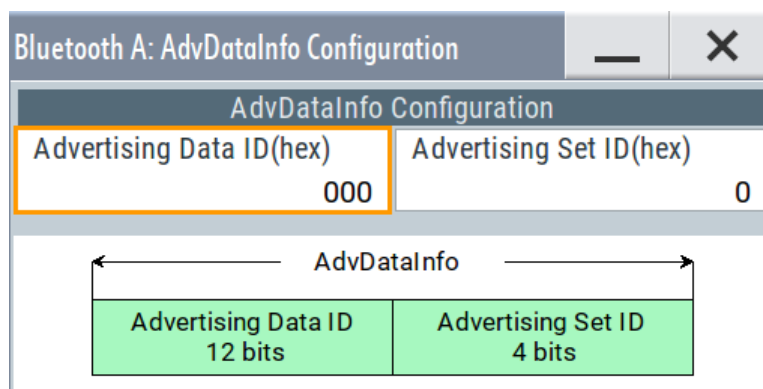 Bluetooth A: AdvDataInfo Configuration
AdvDataInfo Configuration
Advertising Data ID(hex) Advertising Set ID(hex)
000 0
AdvDataInfo
Advertising Data ID Advertising Set ID
12 bits 4 bits